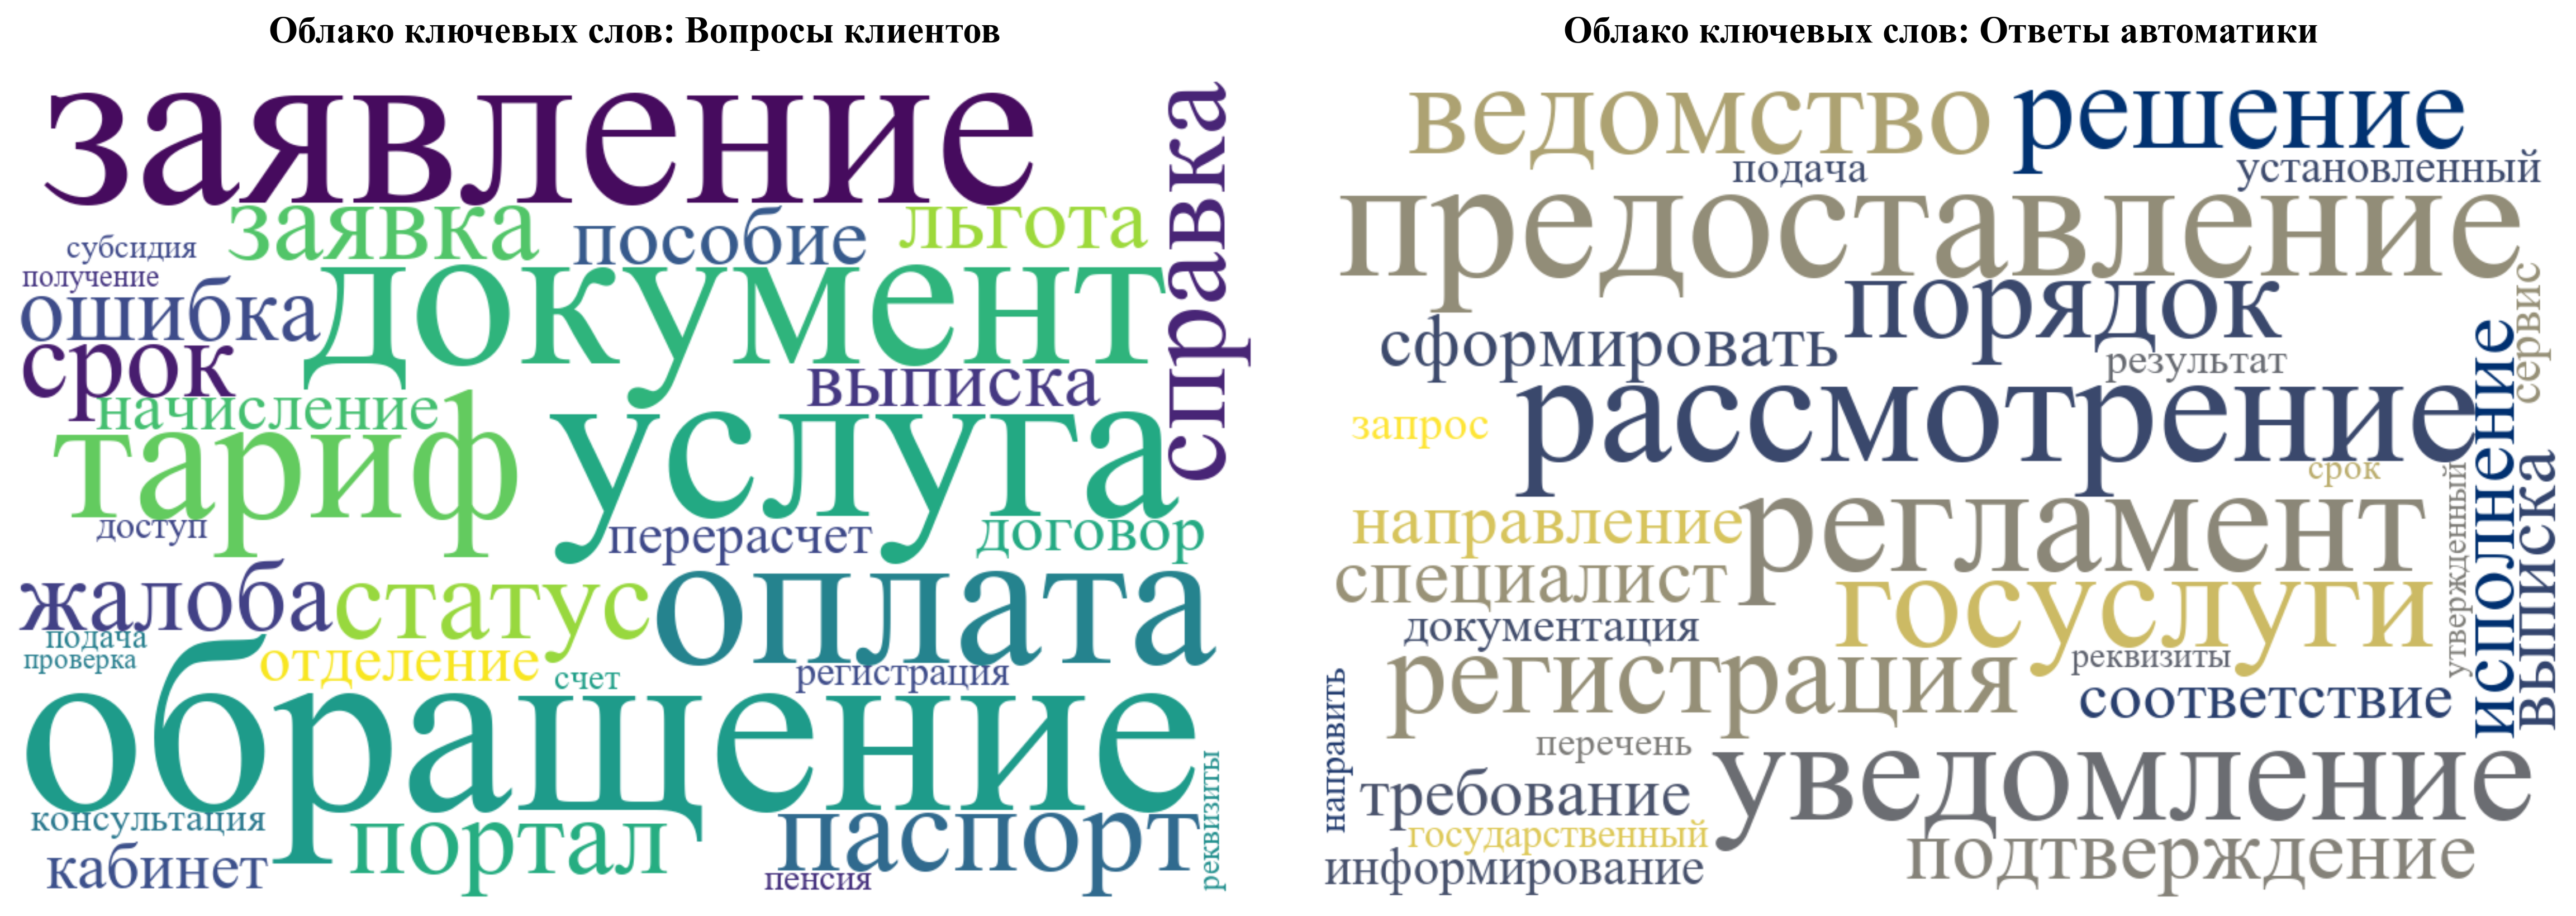 Облако ключевых слов: Вопросы клиентов
заявление
справка
заявка
пособие
льгота
субсидия
получение
документ
ошибка
срок
выписка
начисление
тариф
услуга
доступ
перерасчет
договор
жалоба
статус
оплата
подача
проверка
отделение
счет
регистрация
обращение
реквизиты
консультация
портал
паспорт
кабинет
пенсия
Облако ключевых слов: Ответы автоматики
ведомство
решение
подача
установленный
предоставление
порядок
сервис
сформировать
результат
исполнение
рассмотрение
запрос
срок
утвержденный
выписка
направление
регламент
специалист
госуслуги
документация
регистрация
реквизиты
соответствие
направить
перечень
уведомление
требование
государственный
подтверждение
информирование